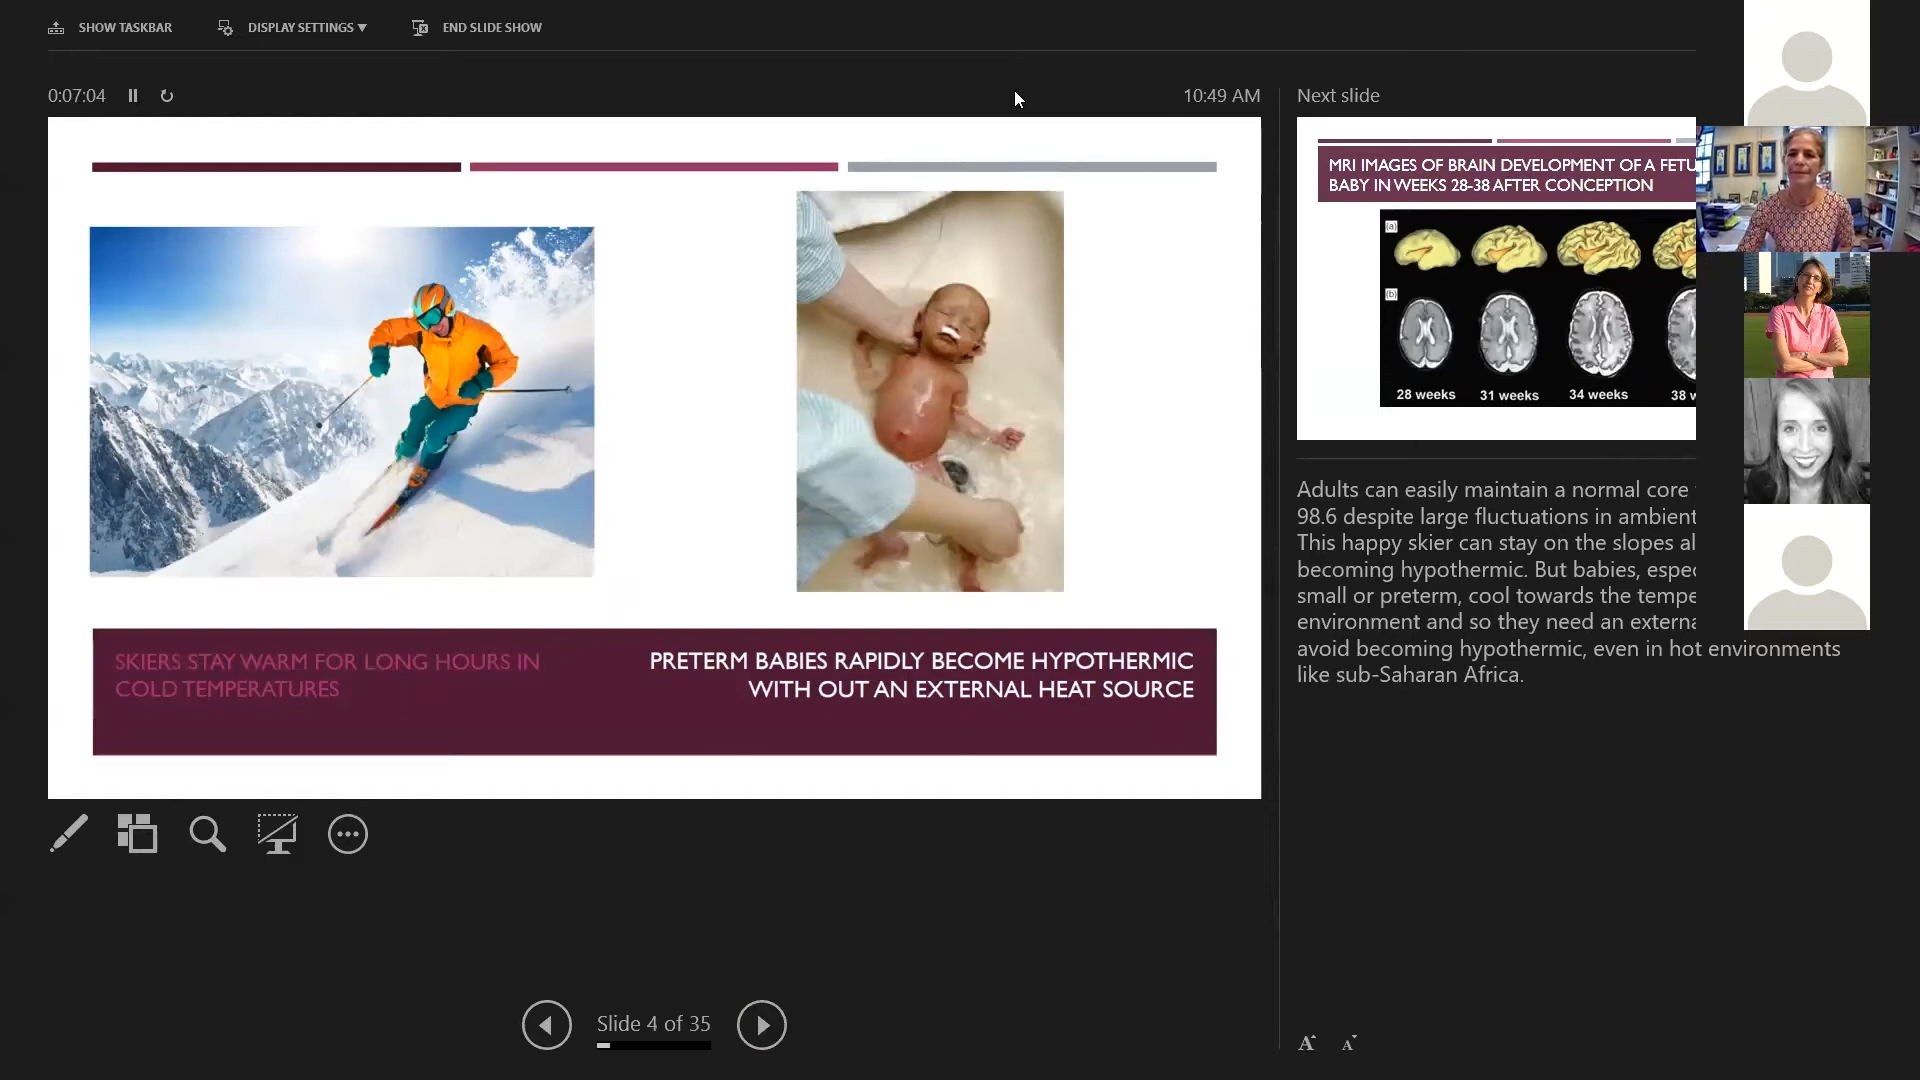 SHOW TASKBAR
DISPLAY SETTINGS
END SLIDE SHOW
0:07:04
10:49 AM
Next slide
SKIERS STAY WARM FOR LONG HOURS IN
COLD TEMPERATURES
PRETERM BABIES RAPIDLY BECOME HYPOTHERMIC
WITH OUT AN EXTERNAL HEAT SOURCE
Slide 4 of 35
MRI IMAGES OF BRAIN DEVELOPMENT OF A
BABY IN WEEKS 28-38 AFTER CONCEPTION
(a)
(b)
28 weeks
31 weeks
34 weeks
38
Adults can easily maintain a normal core
98.6 despite large fluctuations in ambient
This happy skier can stay on the slopes
becoming hypothermic. But babies,
small or preterm, cool towards the
environment and so they need an
avoid becoming hypothermic, even in hot environments
like sub-Saharan Africa.
A
A